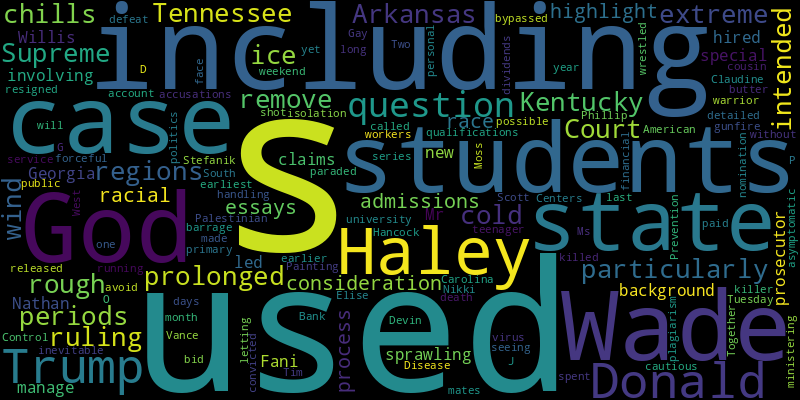 chills
defeat
Tennessee
including
Arkansas
bypassed
highlight
extreme
Willis
D
Gay
Two
hired
Supreme
yet
long
personal
dividends
wrestled
intended
ice
face
weekend
year
special
involving
cousin
resigned
account
accusations
Claudine
butter
case
remove
question
Kentucky
warrior
shot
isolation
Phillip
detailed
gunfire
will
politics
called
race
possible
Court
American
without
G
workers
qualifications
students
service
forceful
Stefanik
claims
series
new
Moss
financial
nomination
P
Georgia
regions
South
paraded
public
earliest
racial
handling
S
admissions
Scott
Centers
last
Prevention
asymptomatic
wind
God
West
Palestinian
essays
Mr
cold
state
paid
barrage
university
teenager
one
made
Hancock
Ms
primary
Haley
killed
prosecutor
released
running
led
earlier
Painting
Carolina
particularly
rough
avoid
prolonged
consideration
Nikki
death
background
killer
Nathan
O
days
Elise
used
Tuesday
periods
month
Bank
process
Devin
Wade
plagiarism
Together
Control
Vance
letting
virus
cautious
ministering
ruling
inevitable
bid
convicted
Fani
sprawling
seeing
Trump
Tim
Disease
J
Donald
manage
mates
spent